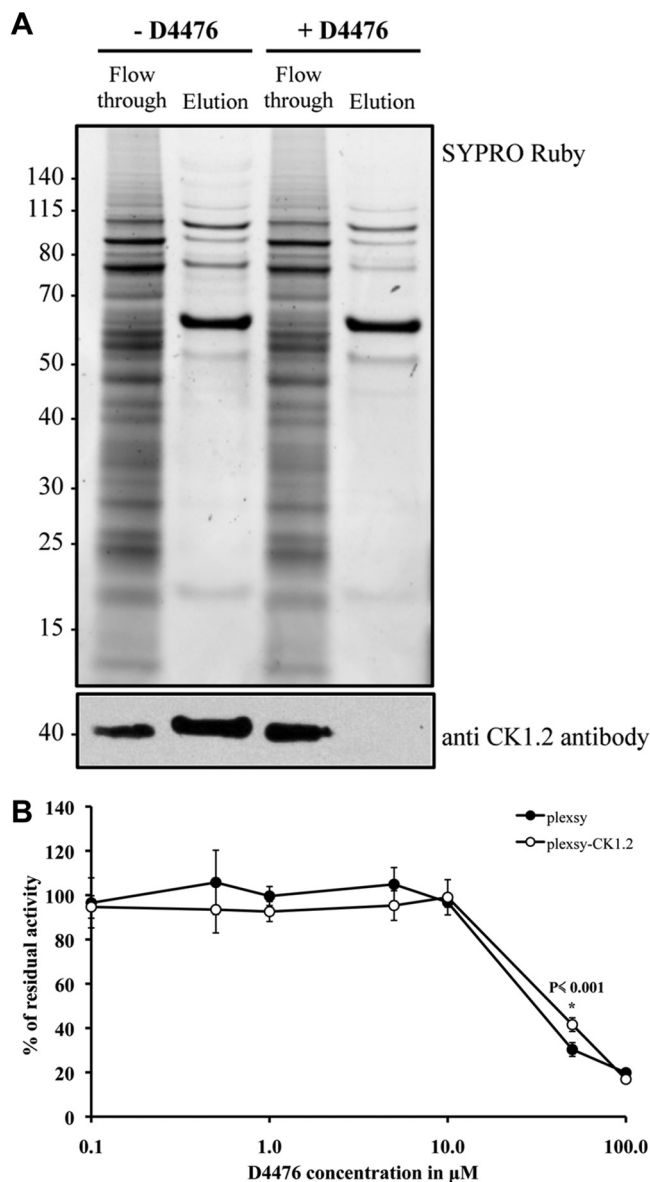 A
- D4476
+ D4476
Flow
through
Elution
Flow
through
Elution
SYPRO Ruby
140
115
80
70
50
40
30
25
15
40
anti CK1.2 antibody
B
140
120
100
80
60
40
20
0
% of residual activity
plexsy
plexsy-CK1.2
P⩽ 0.001
*
0.1
1.0
10.0
100.0
D4476 concentration in µM